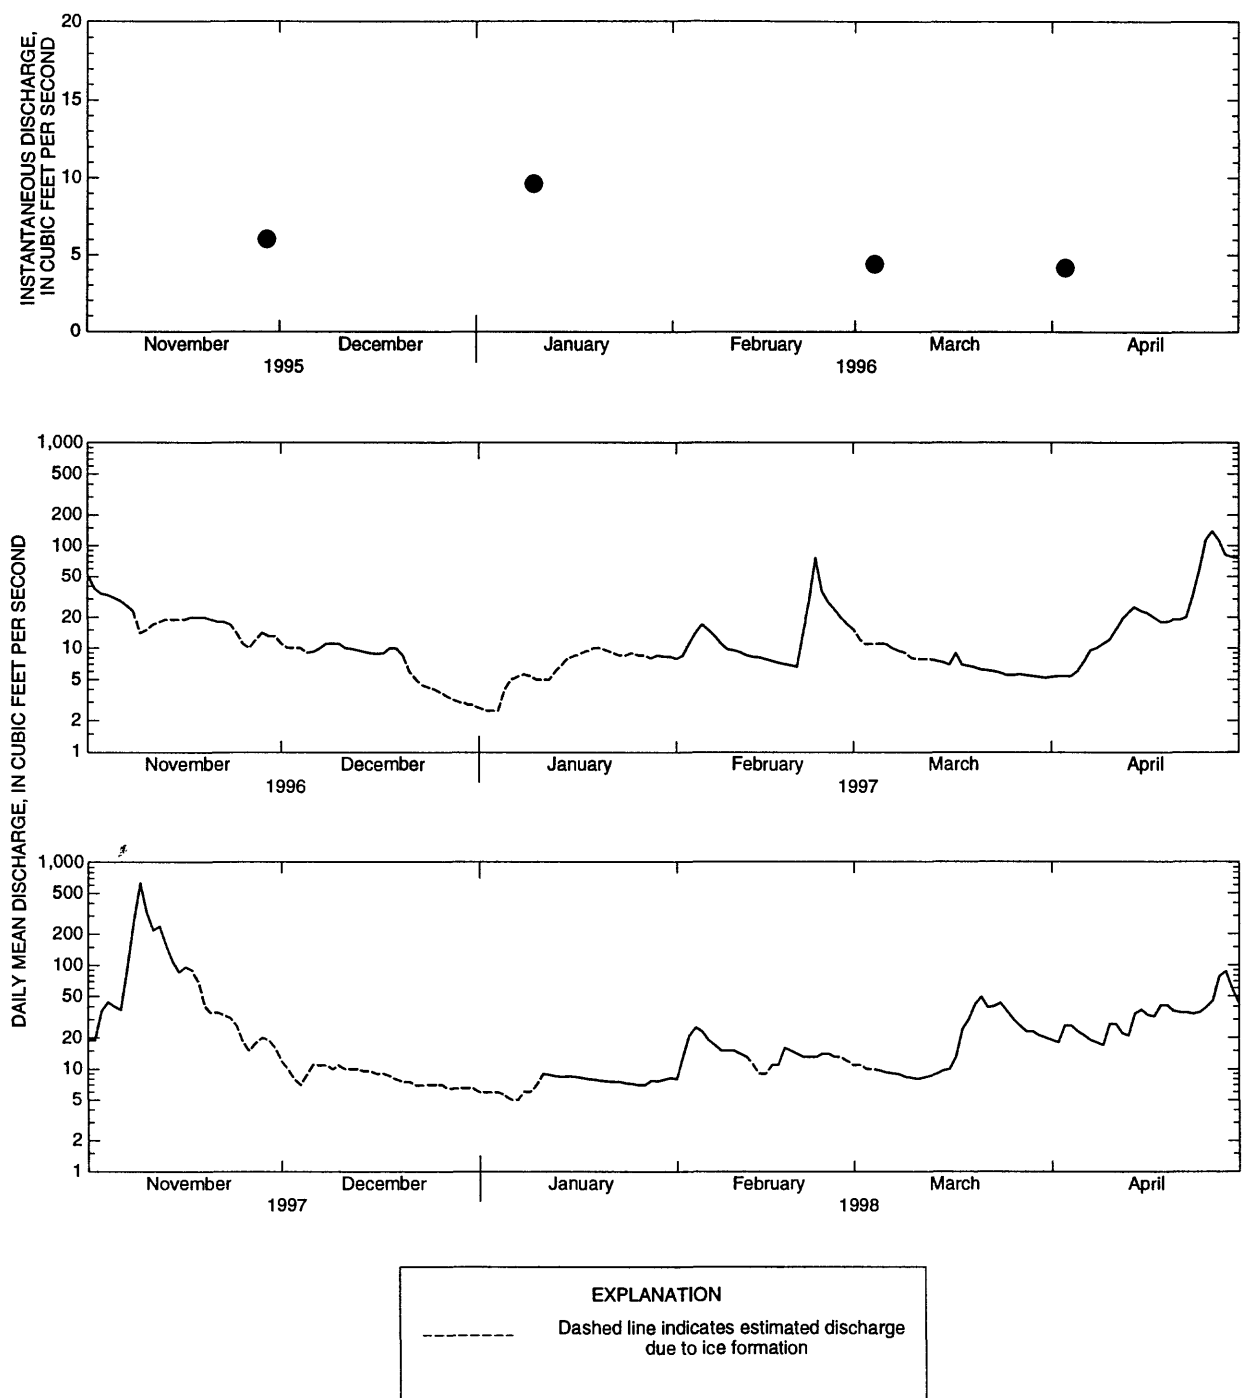 INSTANTANEOUS DISCHARGE,
IN CUBIC FEET PER SECOND
20
15
10
5
0
November
December
January
February
March
April
1995
1996
DAILY MEAN DISCHARGE, IN CUBIC FEET PER SECOND
1,000
500
200
100
50
20
10
5
2
1
November
December
January
February
March
April
1996
1997
1,000
500
200
100
50
20
10
5
2
1
November
December
January
February
March
April
1997
1998
EXPLANATION
Dashed line indicates estimated discharge
due to ice formation